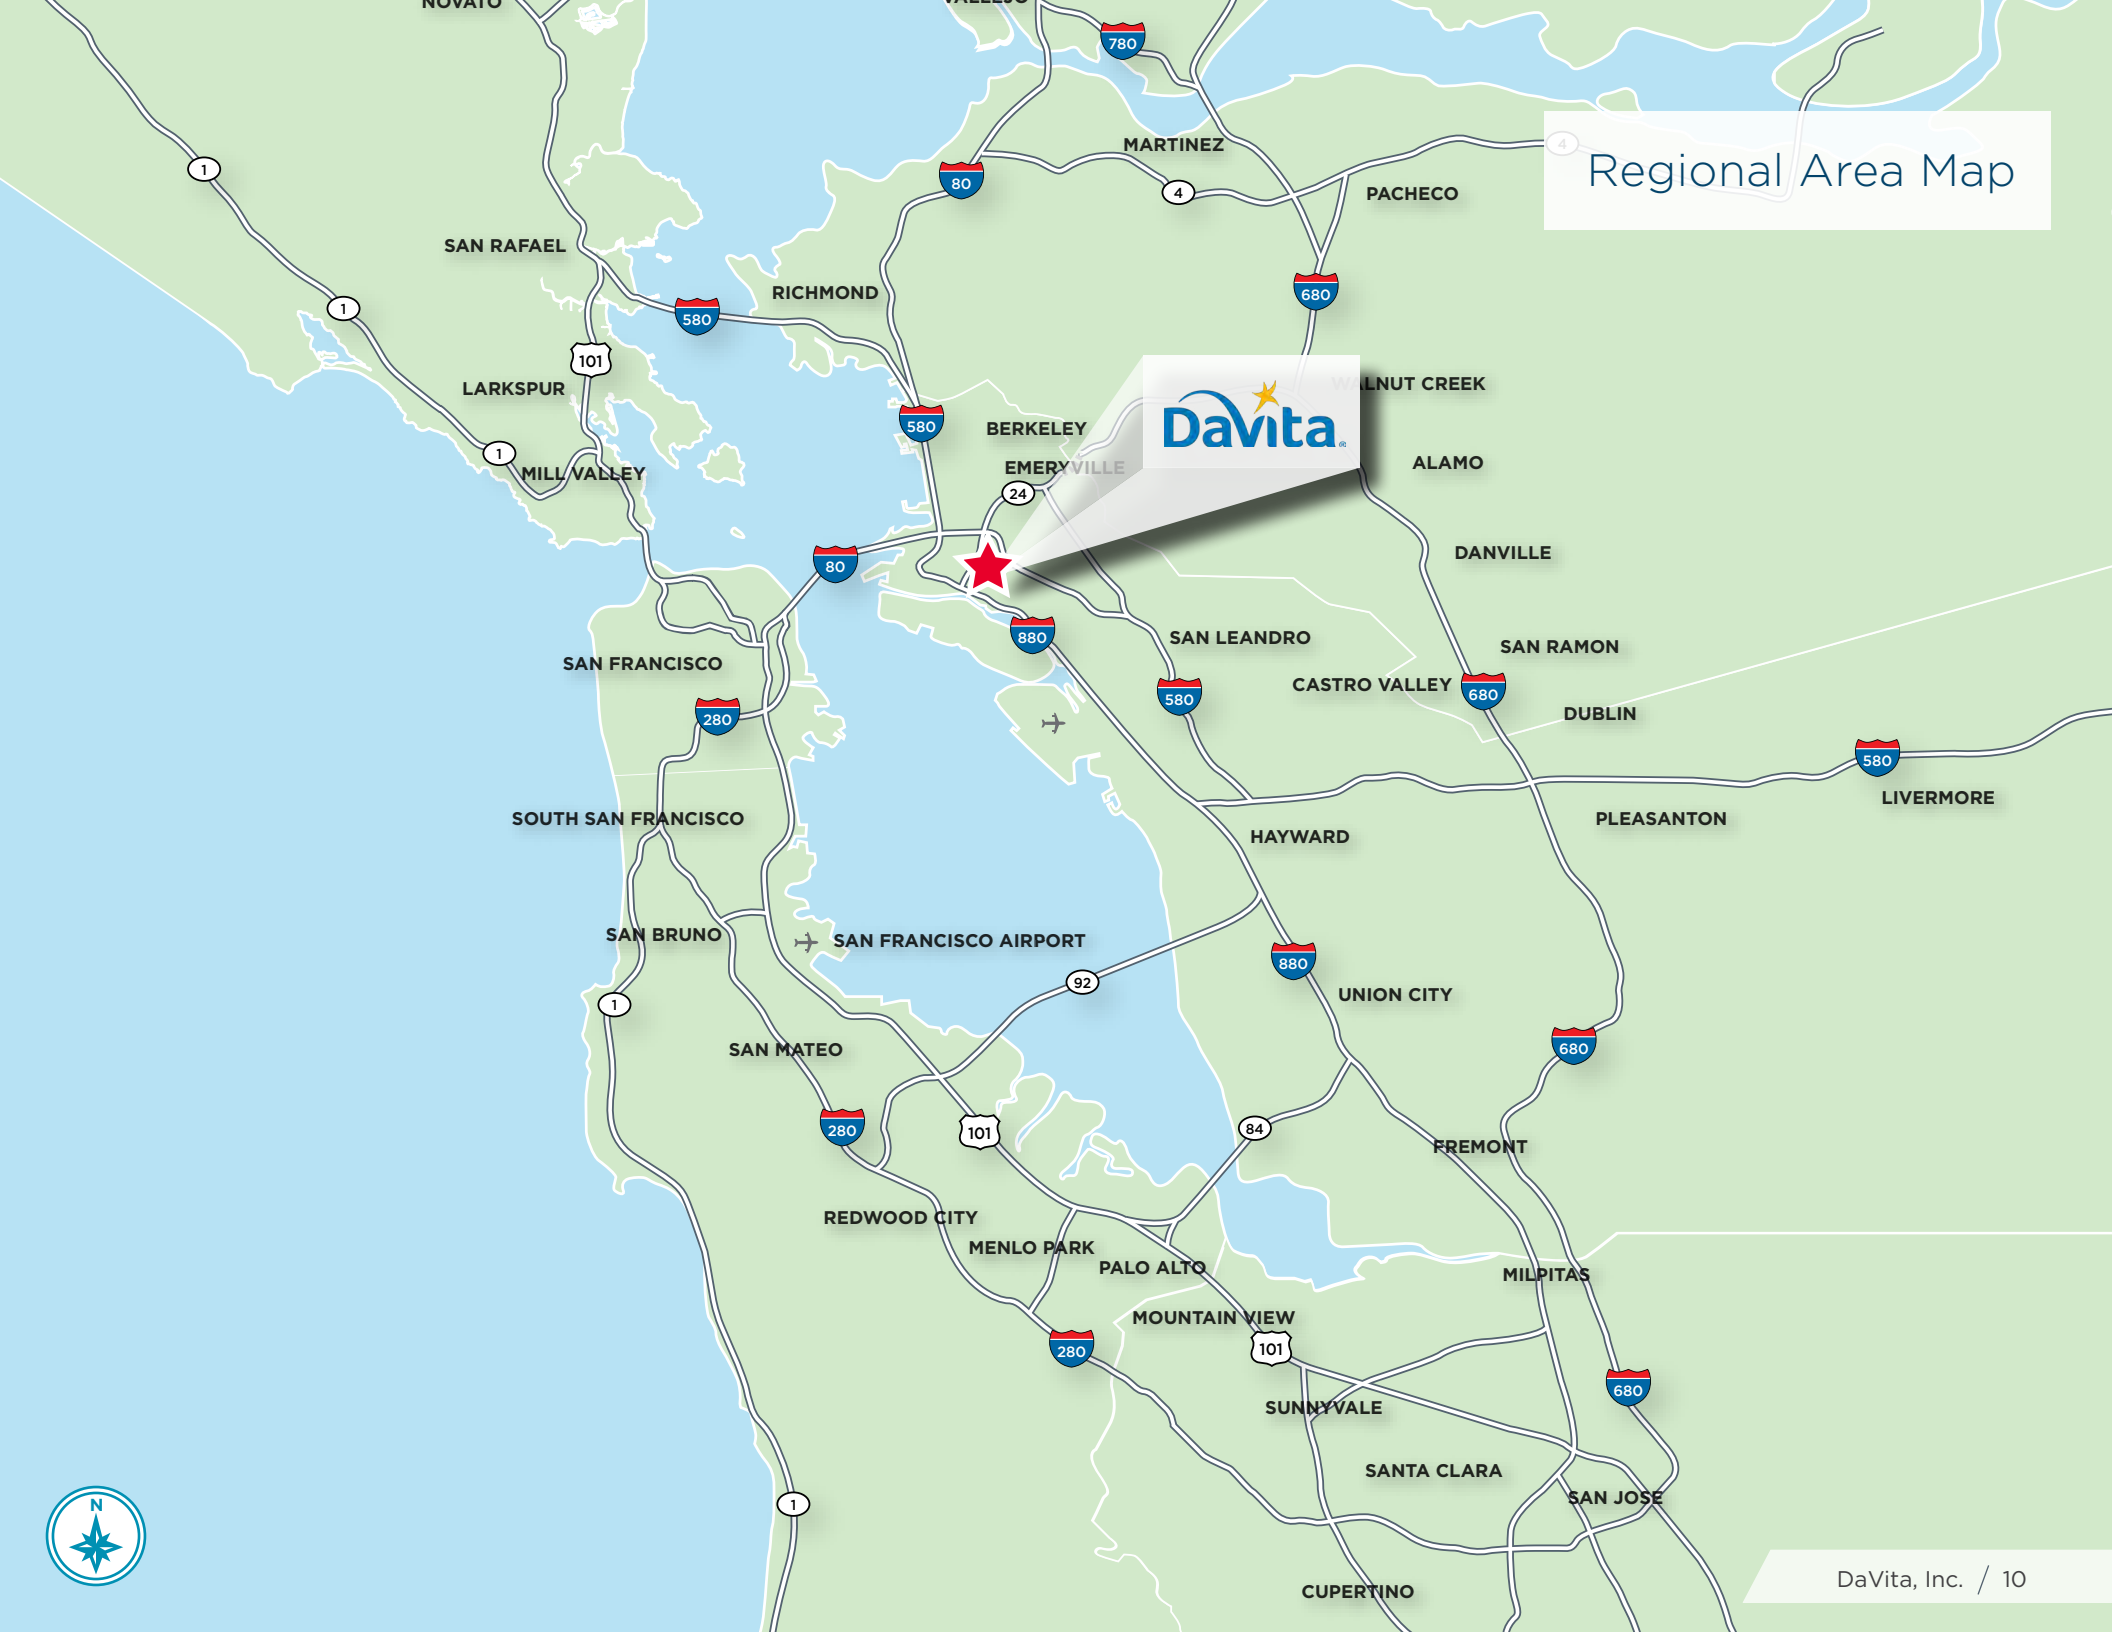 NOVATO
VALLEJO
780
MARTINEZ
4
Regional Area Map
1
80
4
PACHECO
SAN RAFAEL
RICHMOND
680
1
580
101
LARKSPUR
WALNUT CREEK
DaVita
580
BERKELEY
1
MILL VALLEY
EMERYVILLE
ALAMO
24
DANVILLE
80
880
SAN LEANDRO
SAN RAMON
SAN FRANCISCO
CASTRO VALLEY
680
580
280
DUBLIN
580
LIVERMORE
SOUTH SAN FRANCISCO
PLEASANTON
HAYWARD
SAN BRUNO
SAN FRANCISCO AIRPORT
880
92
UNION CITY
1
SAN MATEO
680
280
101
84
FREMONT
REDWOOD CITY
MENLO PARK
PALO ALTO
MILPITAS
MOUNTAIN VIEW
280
101
680
SUNNYVALE
SANTA CLARA
SAN JOSE
N
1
CUPERTINO
DaVita, Inc. / 10